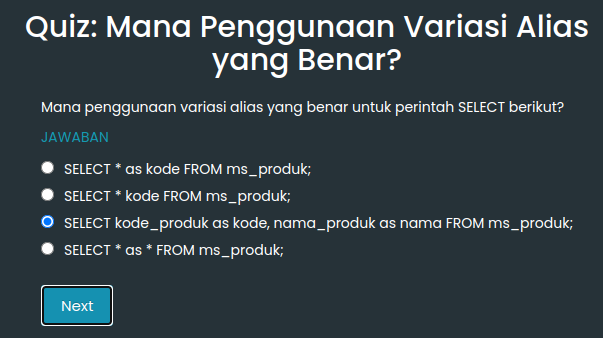 Quiz: Mana Penggunaan Variasi Alias
yang Benar?
Mana penggunaan variasi alias yang benar untuk perintah SELECT berikut?
JAWABAN
SELECT * as kode FROM ms_produk;
SELECT * kode FROM ms_produk;
SELECT kode_produk as kode, nama_produk as nama FROM ms_produk;
SELECT * as * FROM ms_produk;
Next